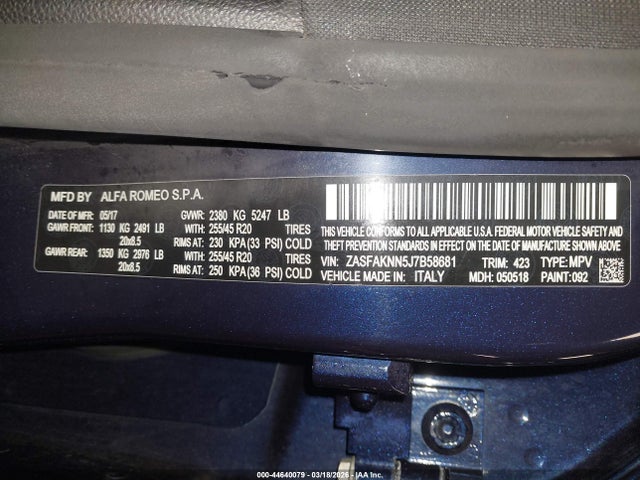 MFD BY ALFA ROMEO S.P.A.
DATE OF MFD: 05/17 GVWR: 2380 KG 5247 LB
GAWR FRONT: 1130 KG 2491 LB WITH: 255/45 R20 TIRES
20x8.5 RIMS AT: 230 KPA(33 PSI) COLD
GAWR REAR: 1350 KG 2976 LB WITH: 255/45 R20 TIRES
20x8.5 RIMS AT: 250 KPA(36 PSI) COLD
THIS VEHICLE CONFORMS TO ALL APPLICABLE U.S.A. FEDERAL MOTOR VEHICLE
SAFETY, BUMPER, AND THEFT PREVENTION STANDARDS IN EFFECT
ON THE DATE OF MANUFACTURE SHOWN ABOVE.
VIN: ZASFAKNN5J7B58681 TRIM: 423 TYPE: MPV
VEHICLE MADE IN: ITALY MDH: 050518 PAINT: 092
000-44640079 - 03/18/2026 - IAA Inc.